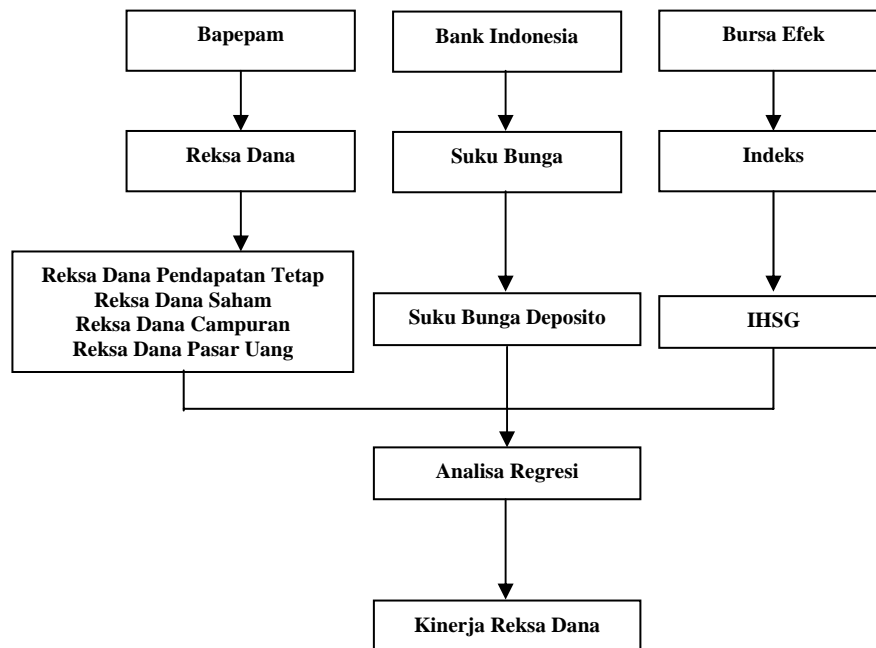 Bapepam
Bank Indonesia
Bursa Efek
Reksa Dana
Suku Bunga
Indeks
Reksa Dana Pendapatan Tetap
Reksa Dana Saham
Reksa Dana Campuran
Reksa Dana Pasar Uang
Suku Bunga Deposito
IHSG
Analisa Regresi
Kinerja Reksa Dana